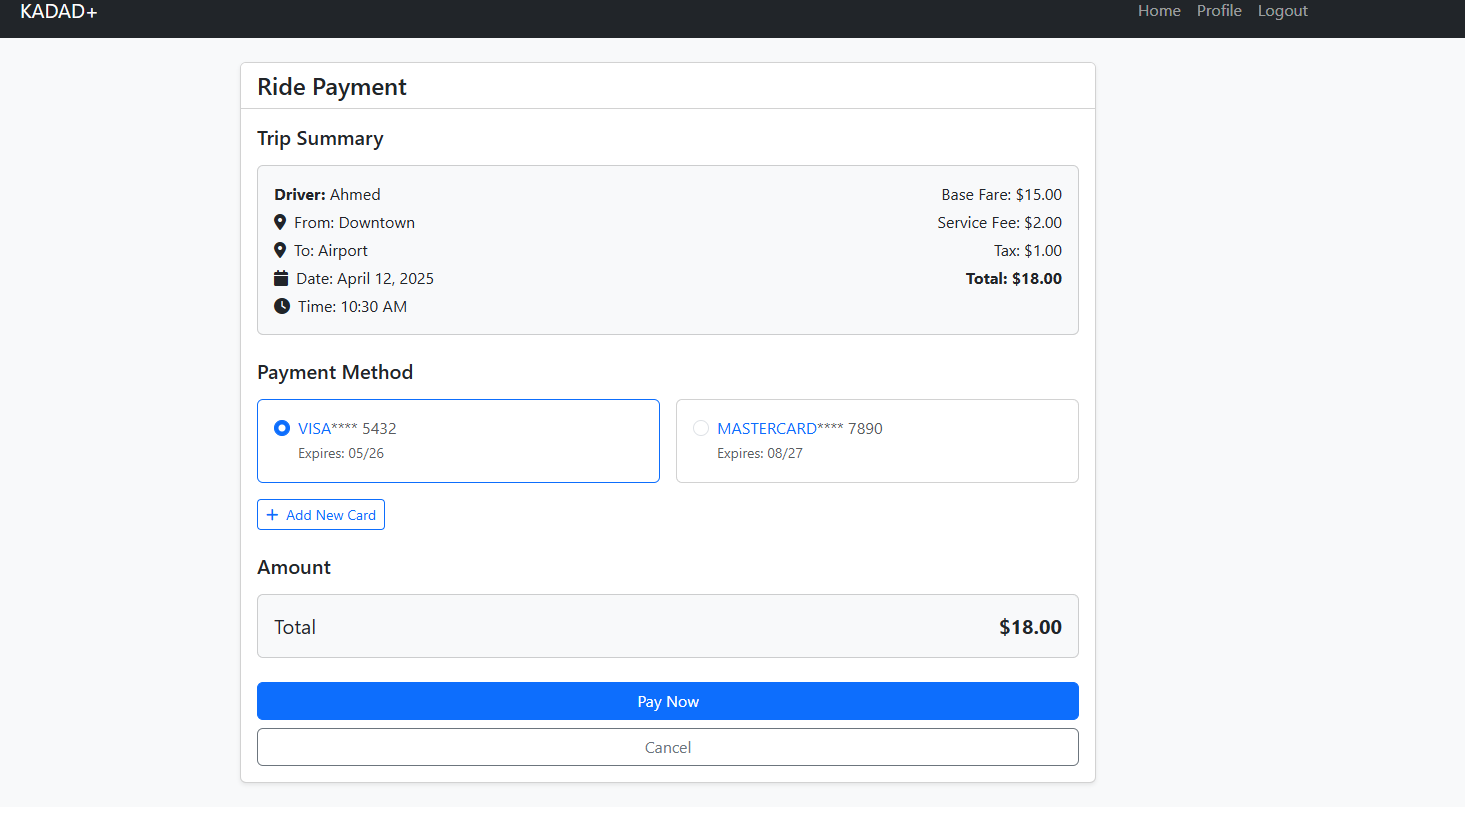 KADAD+
Home Profile Logout
Ride Payment
Trip Summary
Driver: Ahmed
From: Downtown
To: Airport
Date: April 12, 2025
Time: 10:30 AM
Base Fare: $15.00
Service Fee: $2.00
Tax: $1.00
Total: $18.00
Payment Method
VISA**** 5432
Expires: 05/26
MASTERCARD**** 7890
Expires: 08/27
+ Add New Card
Amount
Total $18.00
Pay Now
Cancel